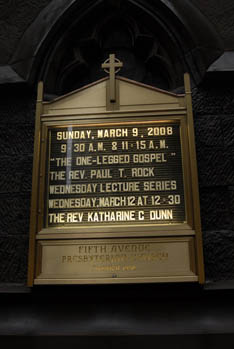 SUNDAY, MARCH 9, 2008
9:30 A.M. & 11:15 A.M.
"THE ONE-LEGGED GOSPEL"
THE REV. PAUL T. ROCK
WEDNESDAY LECTURE SERIES
WEDNESDAY, MARCH 12 AT 12:30
THE REV KATHARINE C DUNN
FIFTH AVENUE
PRESBYTERIAN CHURCH